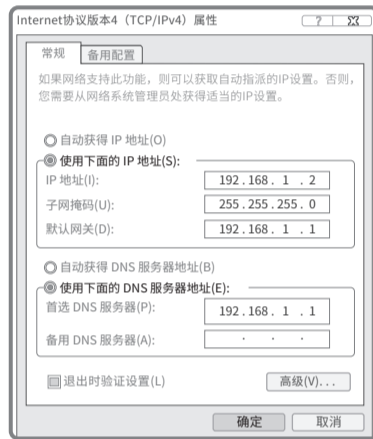 Internet协议版本4（TCP/IPv4）属性
常规 备用配置
如果网络支持此功能，则可以获取自动指派的IP设置。否则，
您需要从网络系统管理员处获得适当的IP设置。
自动获得 IP 地址(O)
使用下面的 IP 地址(S):
IP 地址(I): 192.168. 1 . 2
子网掩码(U): 255.255.255. 0
默认网关(D): 192.168. 1 . 1
自动获得 DNS 服务器地址(B)
使用下面的 DNS 服务器地址(E):
首选 DNS 服务器(P): 192.168. 1 . 1
备用 DNS 服务器(A): . . .
退出时验证设置(L) 高级(V)...
确定 取消